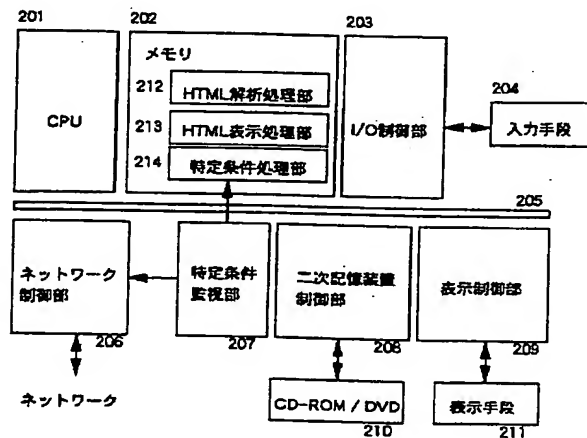 201
202
203
メモリ
204
212
HTML解析処理部
CPU
213
HTML表示処理部
I/O制御部
入力手段
214
特定条件処理部
205
ネットワーク
制御部
特定条件
監視部
二次記憶装置
制御部
表示制御部
206
207
208
209
ネットワーク
CD-ROM / DVD
表示手段
210
211